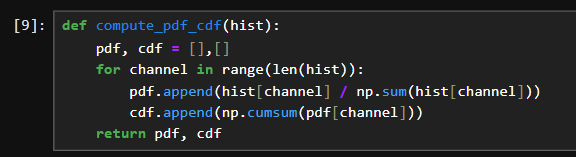 [9]: def compute_pdf_cdf(hist):
    pdf, cdf = [],[]
    for channel in range(len(hist)):
        pdf.append(hist[channel] / np.sum(hist[channel]))
        cdf.append(np.cumsum(pdf[channel]))
    return pdf, cdf